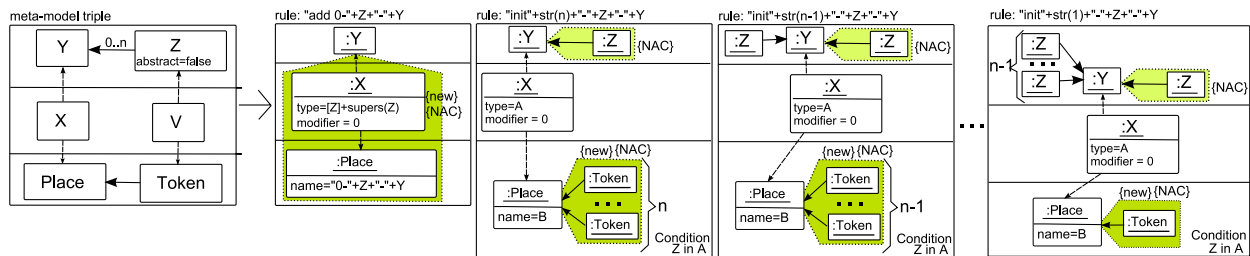 meta-model triple
Y
0..n
Z
abstract=false
X
V
Place
Token
rule: "add 0-"+Z+"-"+Y
:Y
:X
type=[Z]+supers(Z)
modifier = 0
{new}
{NAC}
:Place
name="0-"+Z+"-"+Y
rule: "init"+str(n)+"-"+Z+"-"+Y
:Y
:Z
{NAC}
:X
type=A
modifier = 0
{new} {NAC}
:Place
name=B
:Token
...
:Token
n
Condition
Z in A
rule: "init"+str(n-1)+"-"+Z+"-"+Y
:Z
:Y
:Z
{NAC}
:X
type=A
modifier = 0
{new} {NAC}
:Place
name=B
:Token
...
:Token
n-1
Condition
Z in A
...
rule: "init"+str(1)+"-"+Z+"-"+Y
n-1
:Z
...
:Z
:Y
:Z
{NAC}
:X
type=A
modifier = 0
{new} {NAC}
:Place
name=B
:Token
Condition
Z in A